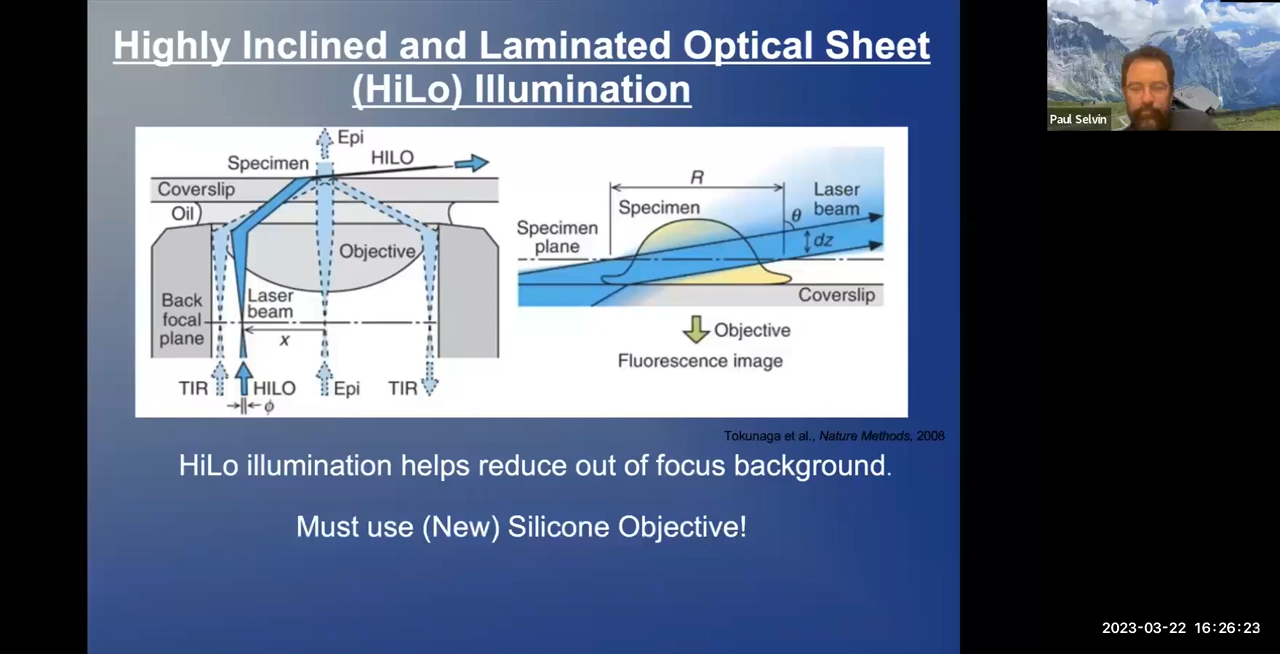 Highly Inclined and Laminated Optical Sheet
(HiLo) Illumination
Epi
Specimen
HILO
Coverslip
Oil
Objective
Back
focal
plane
Laser
beam
x
TIR
HILO
Epi
TIR
ϕ
R
Specimen
Laser
beam
θ
Specimen
plane
dz
Coverslip
Objective
Fluorescence image
Tokunaga et al., Nature Methods, 2008
HiLo illumination helps reduce out of focus background.
Must use (New) Silicone Objective!
Paul Selvin
2023-03-22 16:26:23